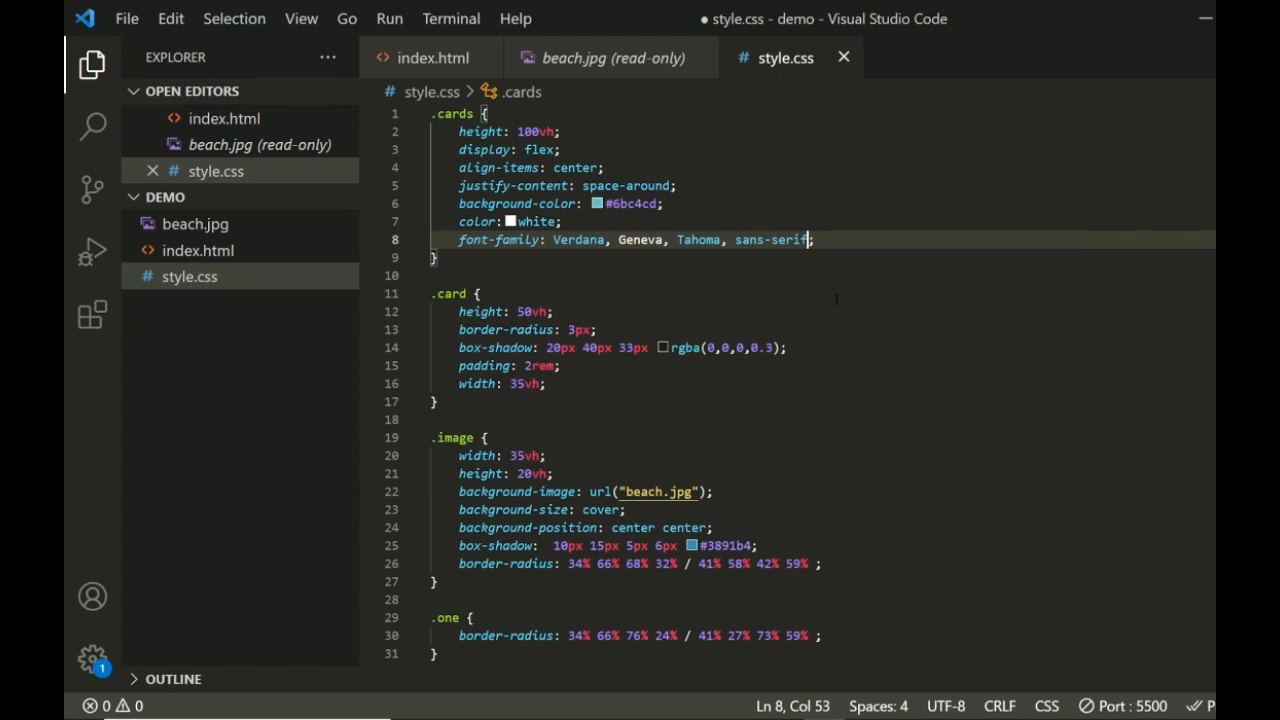 File Edit Selection View Go Run Terminal Help
● style.css - demo - Visual Studio Code
EXPLORER ···
index.html
beach.jpg (read-only)
# style.css
OPEN EDITORS
index.html
beach.jpg (read-only)
# style.css
DEMO
beach.jpg
index.html
# style.css
# style.css > .cards
1 .cards {
2 height: 100vh;
3 display: flex;
4 align-items: center;
5 justify-content: space-around;
6 background-color: #6bc4cd;
7 color: white;
8 font-family: Verdana, Geneva, Tahoma, sans-serif;
9 }
10
11 .card {
12 height: 50vh;
13 border-radius: 3px;
14 box-shadow: 20px 40px 33px rgba(0,0,0,0.3);
15 padding: 2rem;
16 width: 35vh;
17 }
18
19 .image {
20 width: 35vh;
21 height: 20vh;
22 background-image: url("beach.jpg");
23 background-size: cover;
24 background-position: center center;
25 box-shadow:  10px 15px 5px 6px #3891b4;
26 border-radius: 34% 66% 68% 32% / 41% 58% 42% 59% ;
27 }
28
29 .one {
30 border-radius: 34% 66% 76% 24% / 41% 27% 73% 59% ;
31 }
1
OUTLINE
0 0
Ln 8, Col 53 Spaces: 4 UTF-8 CRLF CSS Port : 5500 P